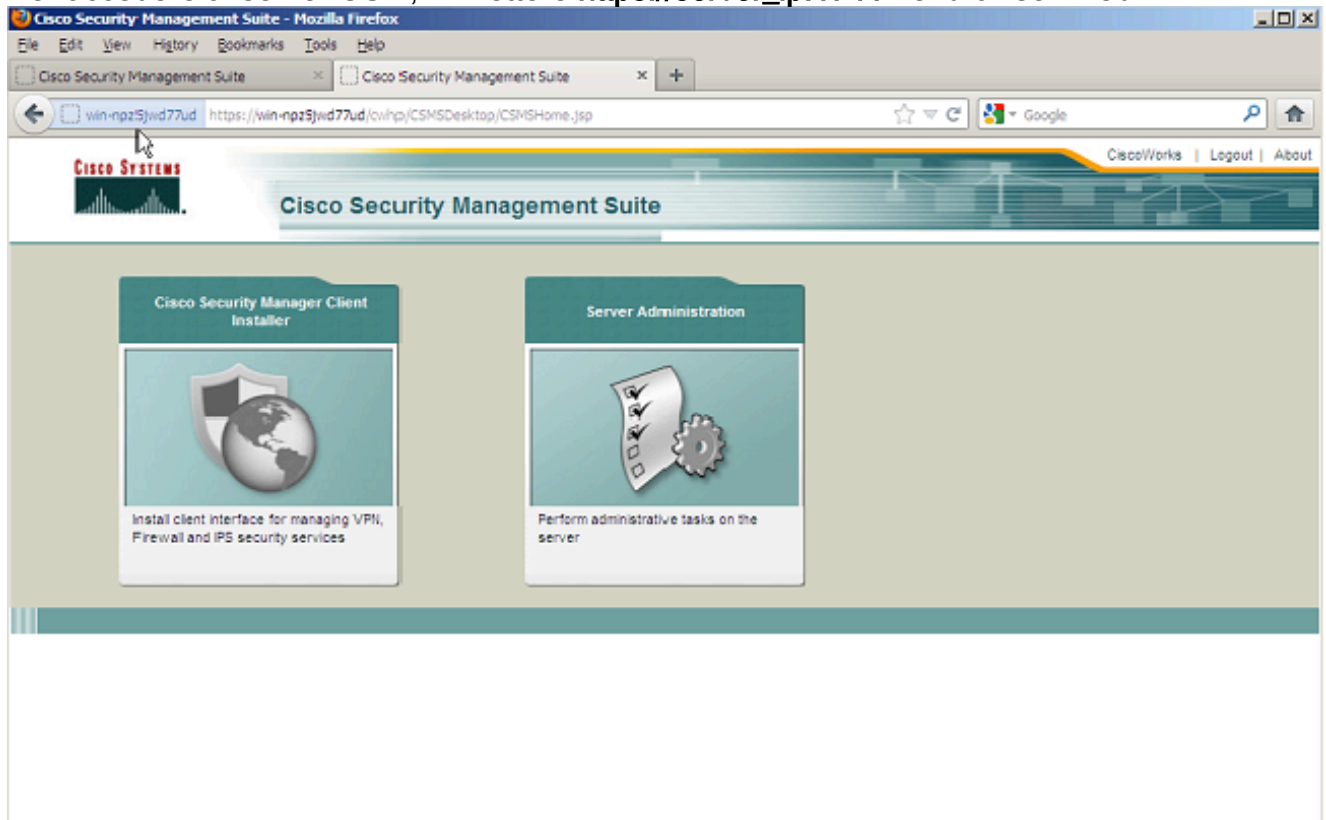 Cisco Security Management Suite - Mozilla Firefox
File Edit View History Bookmarks Tools Help
Cisco Security Management Suite × Cisco Security Management Suite × +
win-npzi5jwd77ud https://win-npzi5jwd77ud/cwhp/CSMSDesktop/CSMSHome.jsp Google
CiscoWorks | Logout | About
CISCO SYSTEMS
Cisco Security Management Suite
Cisco Security Manager Client
Installer
Install client interface for managing VPN,
Firewall and IPS security services
Server Administration
Perform administrative tasks on the
server